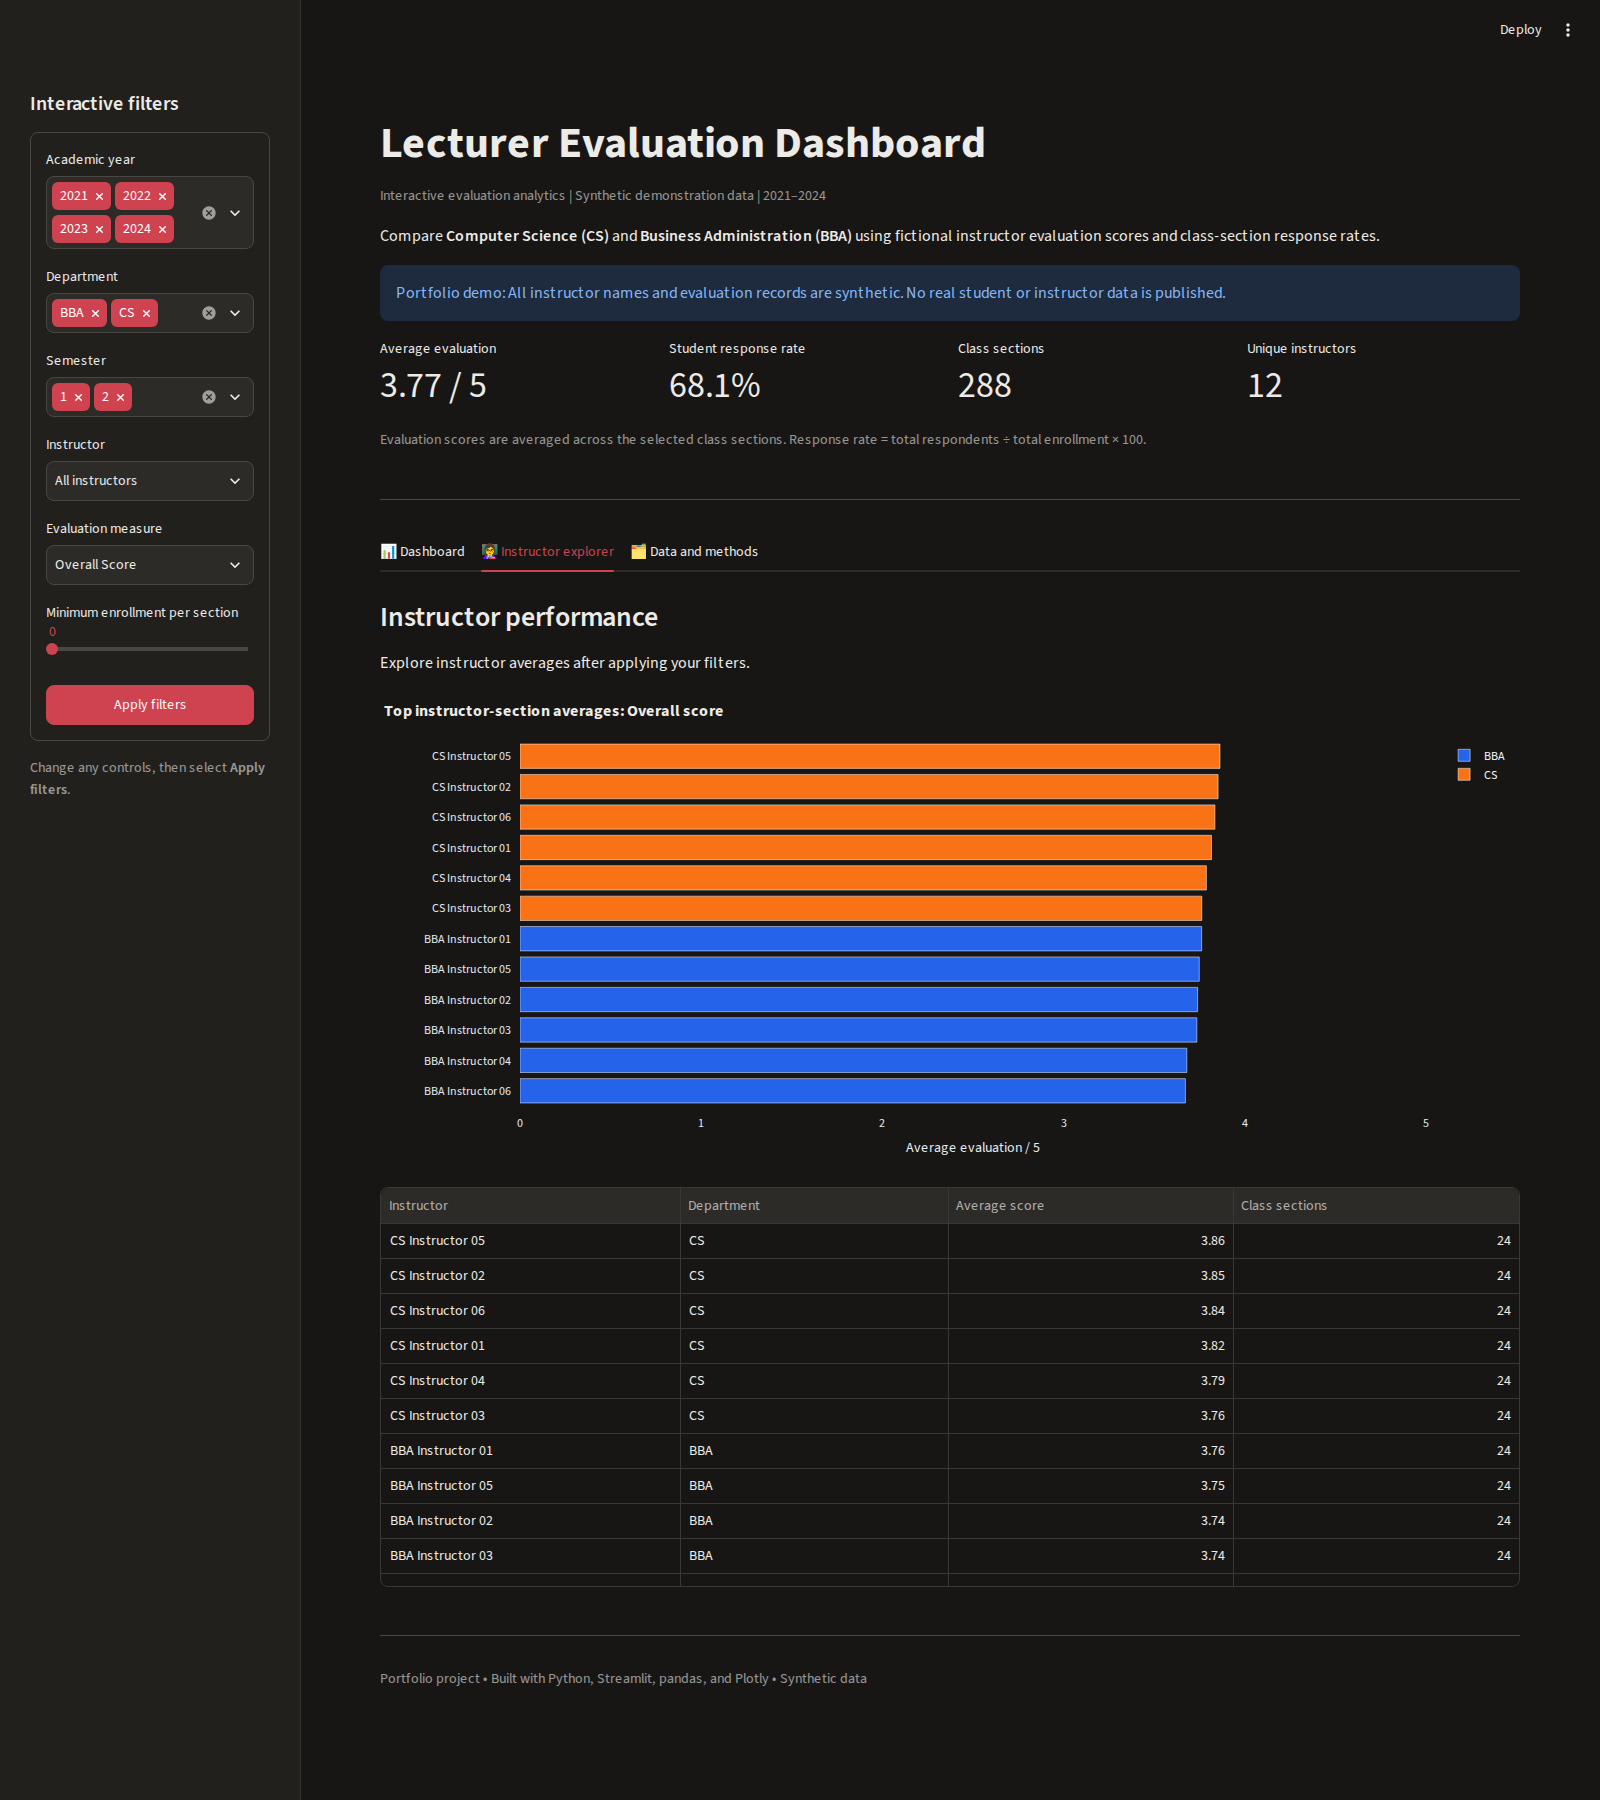 Deploy
Interactive filters
Academic year
2021 2022
2023 2024
Department
BBA CS
Semester
1 2
Instructor
All instructors
Evaluation measure
Overall Score
Minimum enrollment per section
0
Apply filters
Change any controls, then select Apply
filters.
Lecturer Evaluation Dashboard
Interactive evaluation analytics | Synthetic demonstration data | 2021–2024
Compare Computer Science (CS) and Business Administration (BBA) using fictional instructor evaluation scores and class-section response rates.
Portfolio demo: All instructor names and evaluation records are synthetic. No real student or instructor data is published.
Average evaluation Student response rate Class sections Unique instructors
3.77 / 5 68.1% 288 12
Evaluation scores are averaged across the selected class sections. Response rate = total respondents ÷ total enrollment × 100.
📊 Dashboard 👩‍🏫 Instructor explorer 🗂️ Data and methods
Instructor performance
Explore instructor averages after applying your filters.
Top instructor-section averages: Overall score
CS Instructor 05
CS Instructor 02
CS Instructor 06
CS Instructor 01
CS Instructor 04
CS Instructor 03
BBA Instructor 01
BBA Instructor 05
BBA Instructor 02
BBA Instructor 03
BBA Instructor 04
BBA Instructor 06
BBA
CS
0 1 2 3 4 5
Average evaluation / 5
Instructor Department Average score Class sections
CS Instructor 05 CS 3.86 24
CS Instructor 02 CS 3.85 24
CS Instructor 06 CS 3.84 24
CS Instructor 01 CS 3.82 24
CS Instructor 04 CS 3.79 24
CS Instructor 03 CS 3.76 24
BBA Instructor 01 BBA 3.76 24
BBA Instructor 05 BBA 3.75 24
BBA Instructor 02 BBA 3.74 24
BBA Instructor 03 BBA 3.74 24
Portfolio project • Built with Python, Streamlit, pandas, and Plotly • Synthetic data